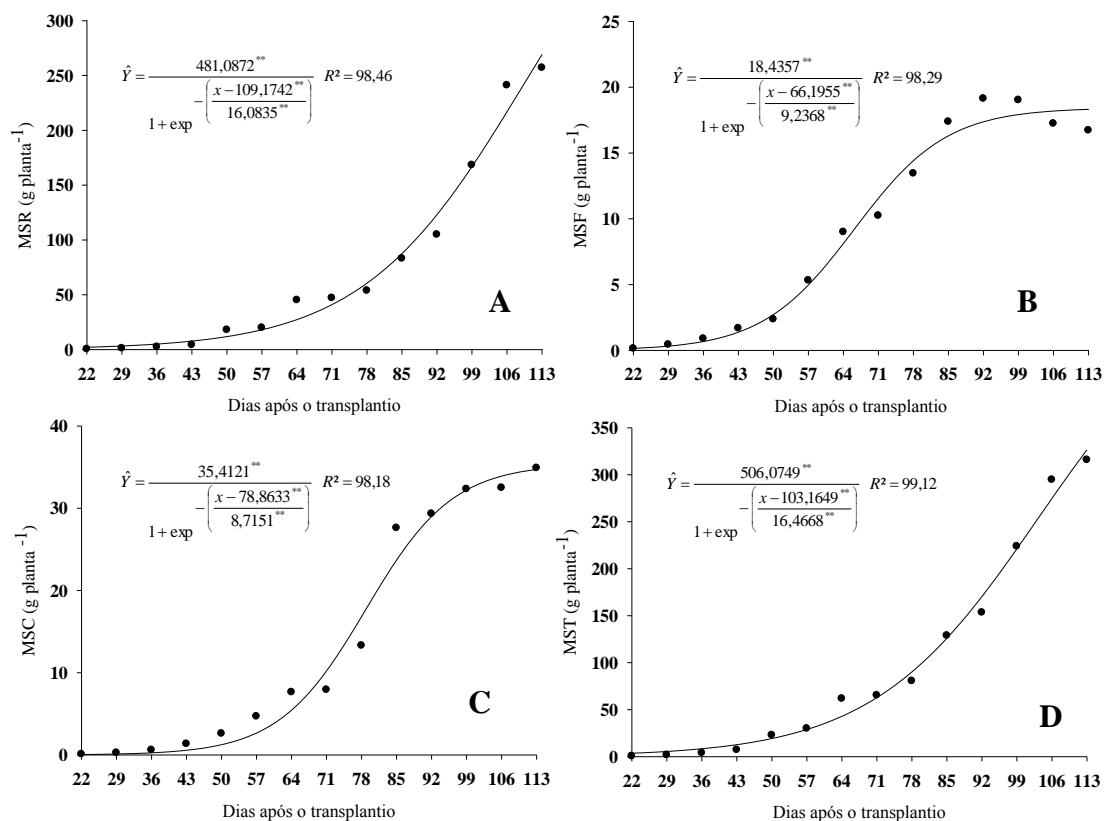 300
250
200
150
100
50
0
MSR (g planta⁻¹)
Ŷ = 481,0872** / 1 + exp −((x − 109,1742**) / 16,0835**) R² = 98,46
A
22 29 36 43 50 57 64 71 78 85 92 99 106 113
Dias após o transplantio
25
20
15
10
5
0
MSF (g planta⁻¹)
Ŷ = 18,4357** / 1 + exp −((x − 66,1955**) / 9,2368**) R² = 98,29
B
22 29 36 43 50 57 64 71 78 85 92 99 106 113
Dias após o transplantio
40
30
20
10
0
MSC (g planta⁻¹)
Ŷ = 35,4121** / 1 + exp −((x − 78,8633**) / 8,7151**) R² = 98,18
C
22 29 36 43 50 57 64 71 78 85 92 99 106 113
Dias após o transplantio
350
300
250
200
150
100
50
0
MST (g planta⁻¹)
Ŷ = 506,0749** / 1 + exp −((x − 103,1649**) / 16,4668**) R² = 99,12
D
22 29 36 43 50 57 64 71 78 85 92 99 106 113
Dias após o transplantio